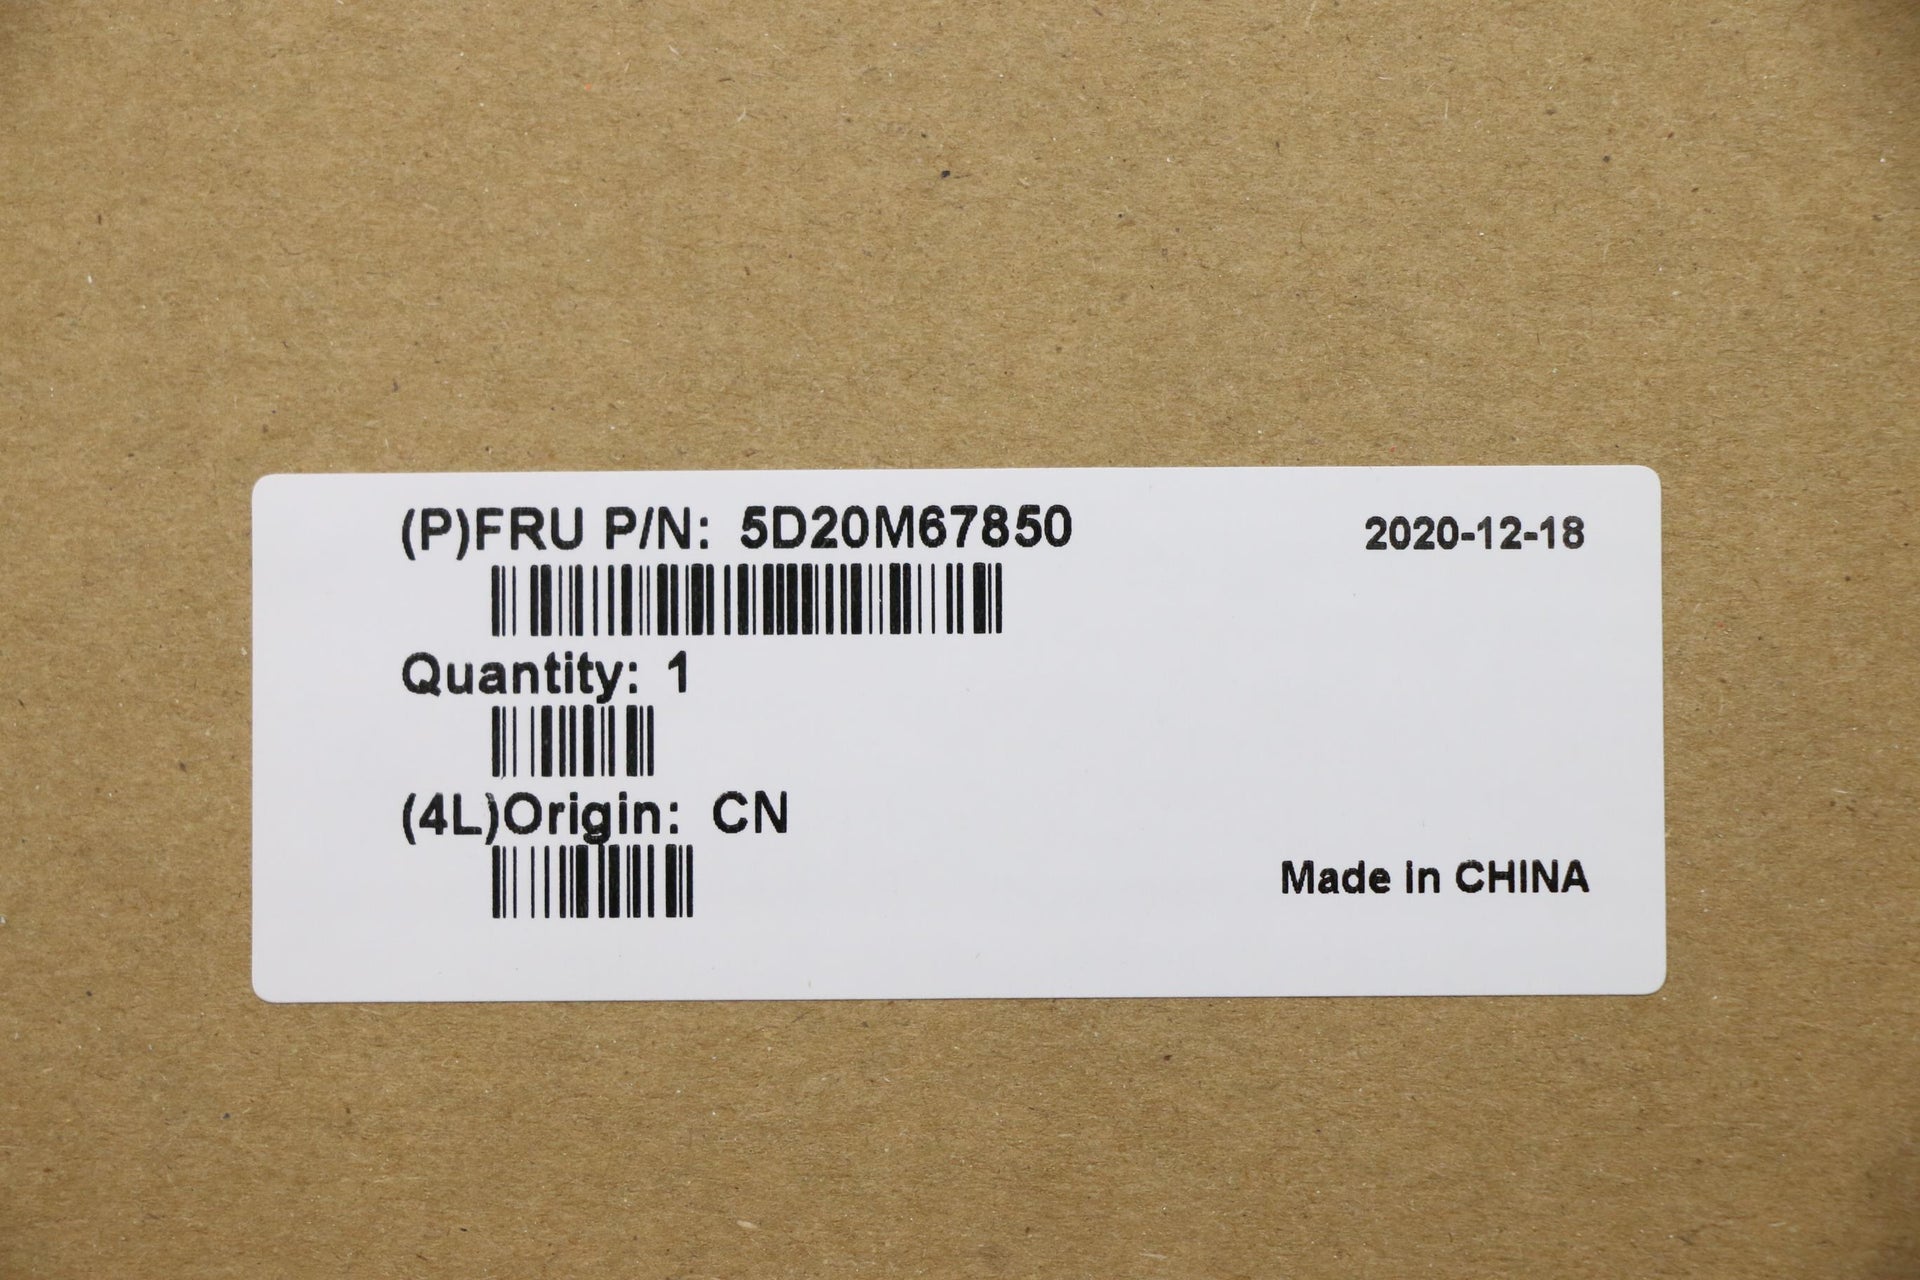 (P)FRU P/N: 5D20M67850
2020-12-18
Quantity: 1
(4L)Origin: CN
Made in CHINA